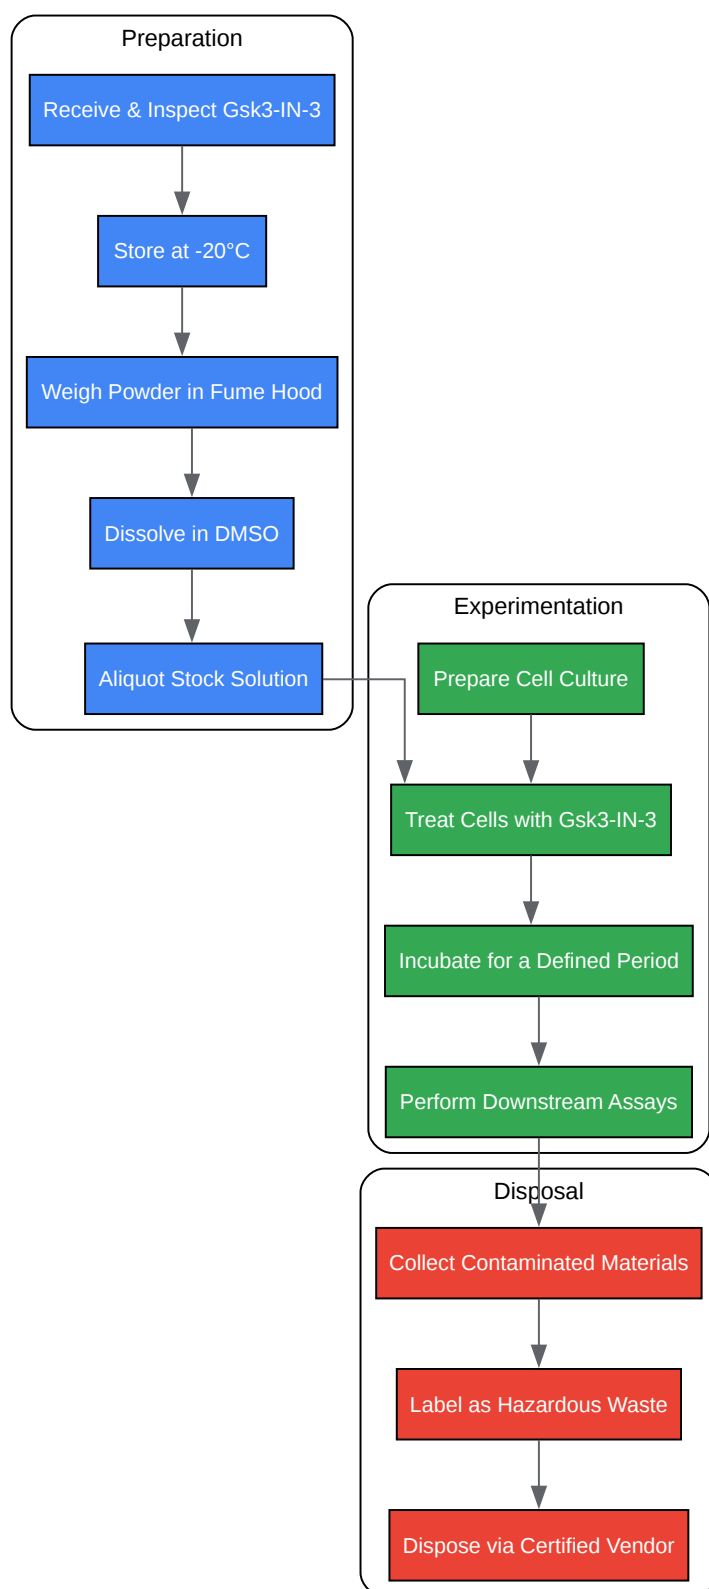 Preparation
Receive & Inspect Gsk3-IN-3
Store at -20°C
Weigh Powder in Fume Hood
Dissolve in DMSO
Aliquot Stock Solution
Experimentation
Prepare Cell Culture
Treat Cells with Gsk3-IN-3
Incubate for a Defined Period
Perform Downstream Assays
Disposal
Collect Contaminated Materials
Label as Hazardous Waste
Dispose via Certified Vendor